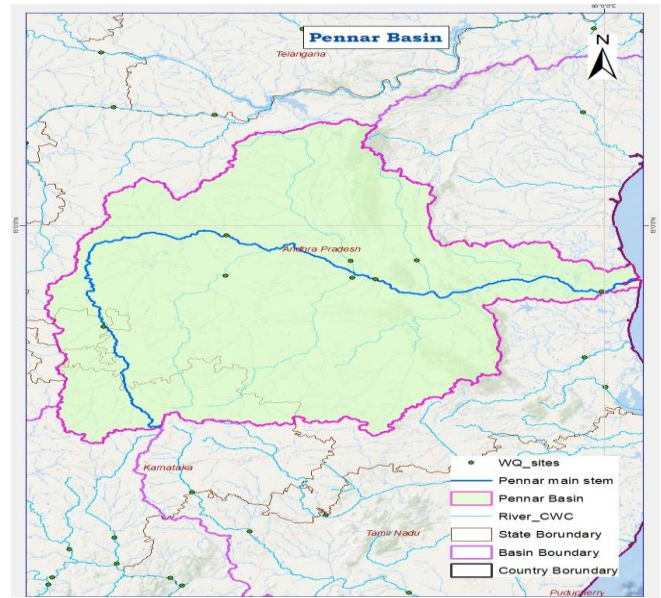 Pennar Basin
N
Telangana
Andhra Pradesh
Karnataka
Tamil Nadu
Puducherry
WQ_sites
Pennar main stem
Pennar Basin
River_CWC
State Borundary
Basin Boundary
Country Borundary